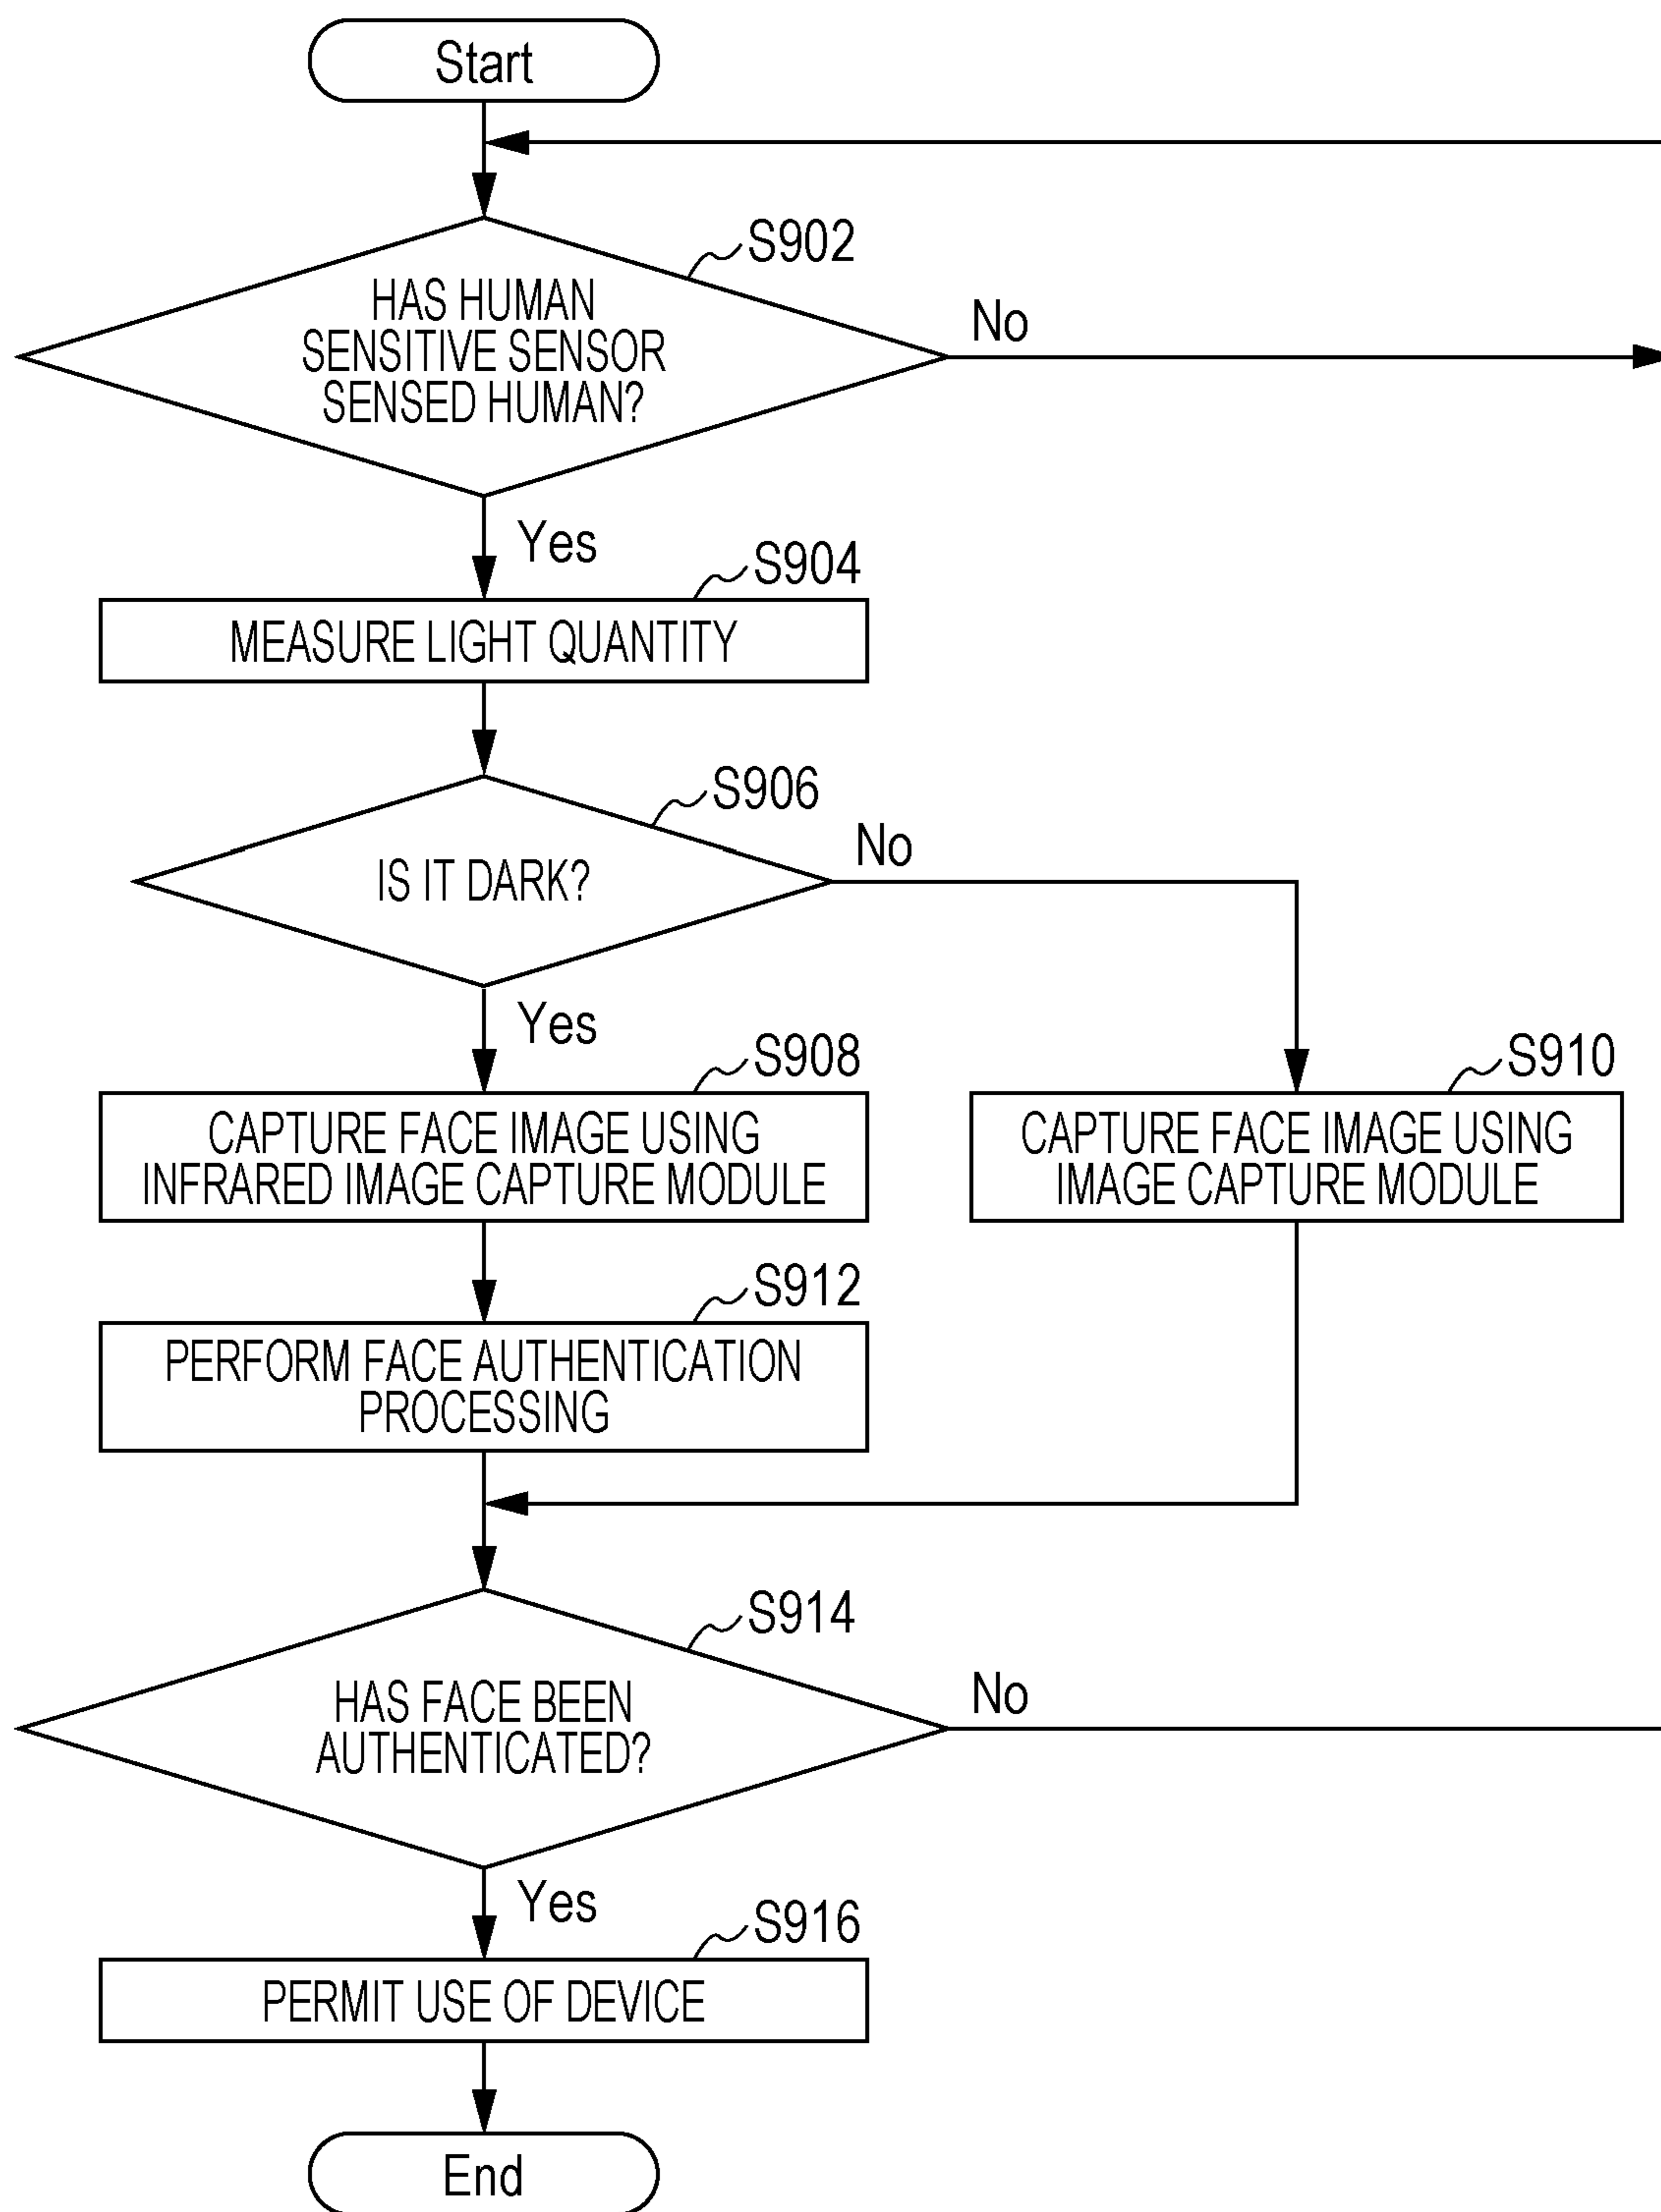 Start
S902
HAS HUMAN
SENSITIVE SENSOR
SENSED HUMAN?
No
Yes
S904
MEASURE LIGHT QUANTITY
S906
IS IT DARK?
No
Yes
S908
CAPTURE FACE IMAGE USING
INFRARED IMAGE CAPTURE MODULE
S910
CAPTURE FACE IMAGE USING
IMAGE CAPTURE MODULE
S912
PERFORM FACE AUTHENTICATION
PROCESSING
S914
HAS FACE BEEN
AUTHENTICATED?
No
Yes
S916
PERMIT USE OF DEVICE
End